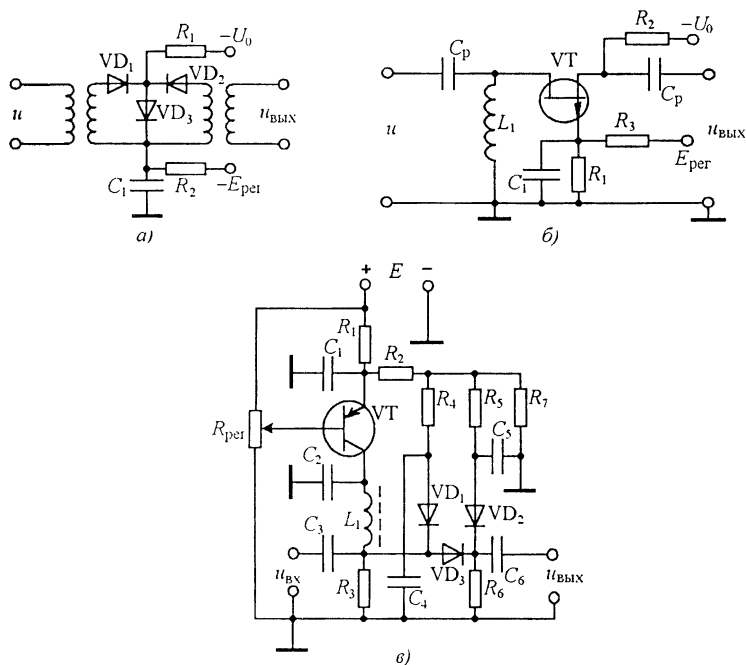 R₁ −U₀
VD₁ VD₂
u VD₃ uвых
C₁ R₂ −Eрег
а)
R₂ −U₀
Cр VT Cр
u L₁ R₃ uвых
C₁ R₁ Eрег
б)
+ E −
R₁
C₁ R₂
VT R₄ R₅ R₇
Rрег C₅
C₂
VD₁ VD₂
L₁
C₃
uвх VD₃ C₆ uвых
R₃ C₄ R₆
в)